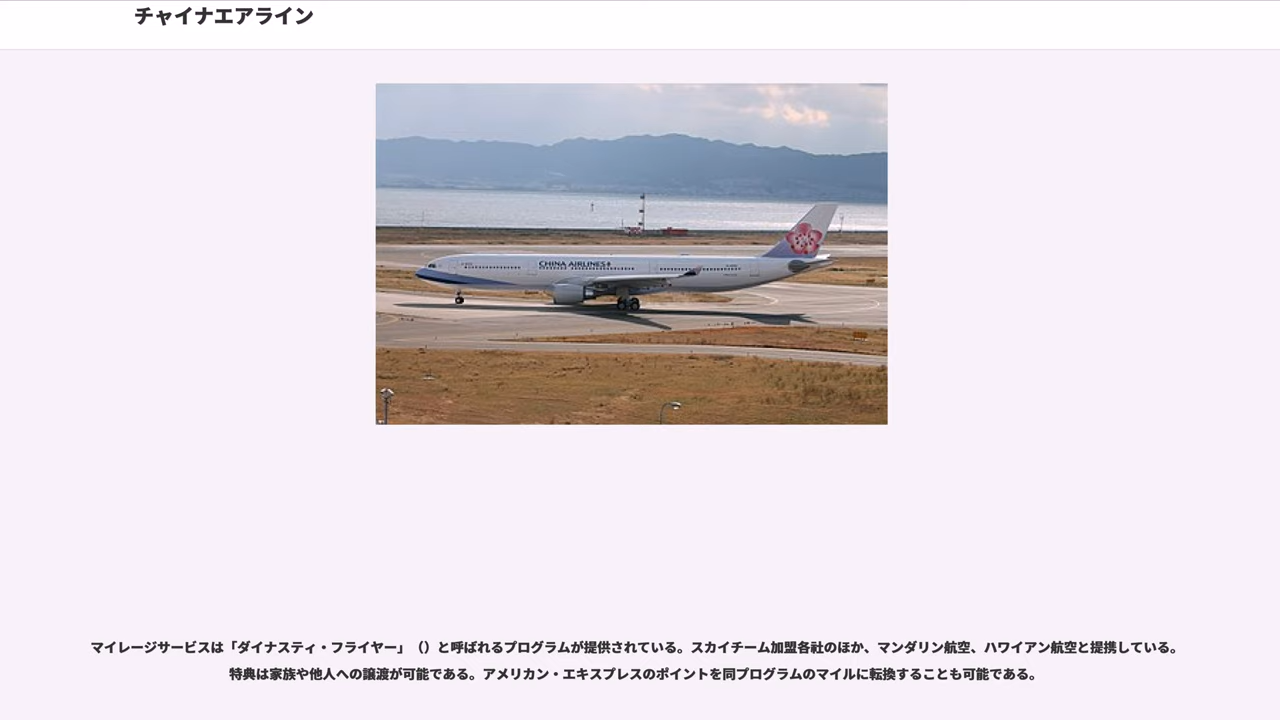 チャイナエアライン
CHINA AIRLINES
マイレージサービスは「ダイナスティ・フライヤー」（）と呼ばれるプログラムが提供されている。スカイチーム加盟各社のほか、マンダリン航空、ハワイアン航空と提携している。
特典は家族や他人への譲渡が可能である。アメリカン・エキスプレスのポイントを同プログラムのマイルに転換することも可能である。